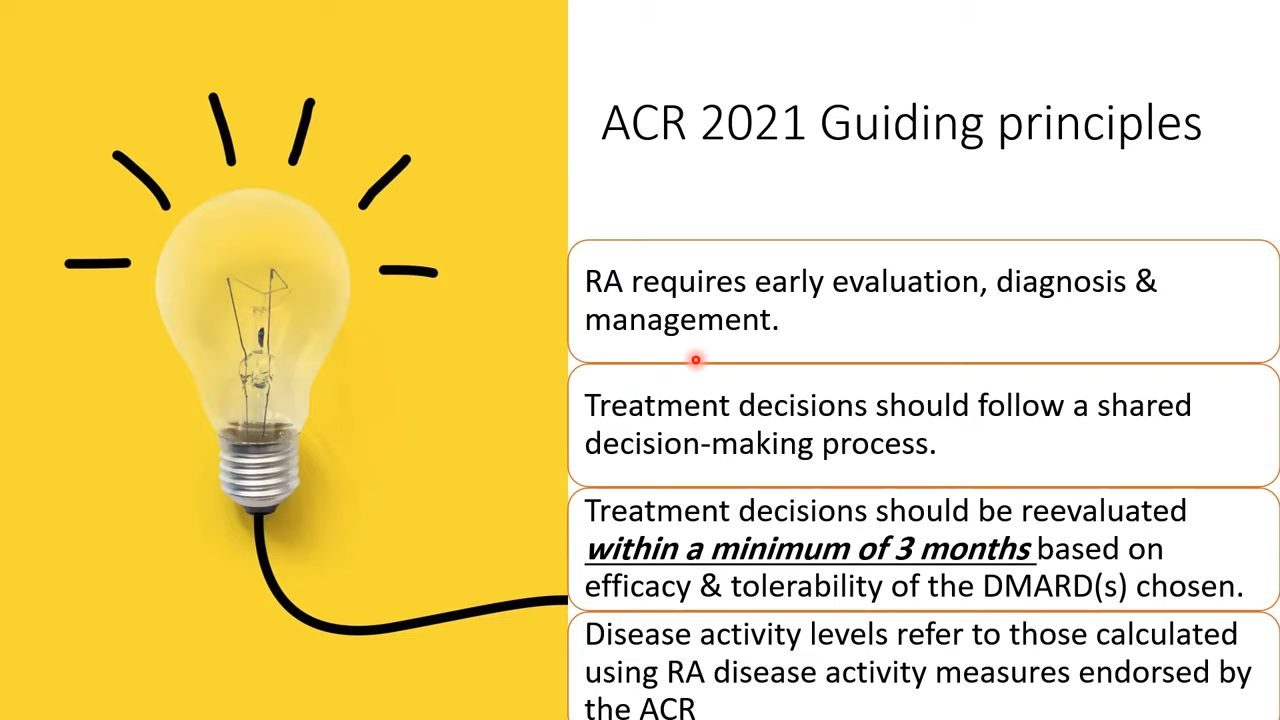 ACR 2021 Guiding principles
RA requires early evaluation, diagnosis &
management.
Treatment decisions should follow a shared
decision-making process.
Treatment decisions should be reevaluated
within a minimum of 3 months based on
efficacy & tolerability of the DMARD(s) chosen.
Disease activity levels refer to those calculated
using RA disease activity measures endorsed by
the ACR